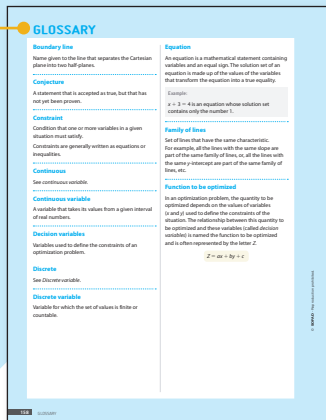 GLOSSARY
Boundary line
Name given to the line that separates the Cartesian
plane into two half-planes.
Conjecture
A statement that is accepted as true, but that has
not yet been proven.
Constraint
Condition that one or more variables in a given
situation must satisfy.
Constraints are generally written as equations or
inequalities.
Continuous
See continuous variable.
Continuous variable
A variable that takes its values from a given interval
of real numbers.
Decision variables
Variables used to define the constraints of an
optimization problem.
Discrete
See Discrete variable.
Discrete variable
Variable for which the set of values is finite or
countable.
Equation
An equation is a mathematical statement containing
variables and an equal sign. The solution set of an
equation is made up of the values of the variables
that transform the equation into a true equality.
Example
x + 3 = 4 is an equation whose solution set
contains only the number 1.
Family of lines
Set of lines that have the same characteristic.
For example, all the lines with the same slope are
part of the same family of lines, or, all the lines with
the same y-intercept are part of the same family of
lines, etc.
Function to be optimized
In an optimization problem, the quantity to be
optimized depends on the values of variables
(x and y) used to define the constraints of the
situation. The relationship between this quantity to
be optimized and these variables (called decision
variables) is named the function to be optimized
and is often represented by the letter Z.
Z = ax + by + c
158 GLOSSARY